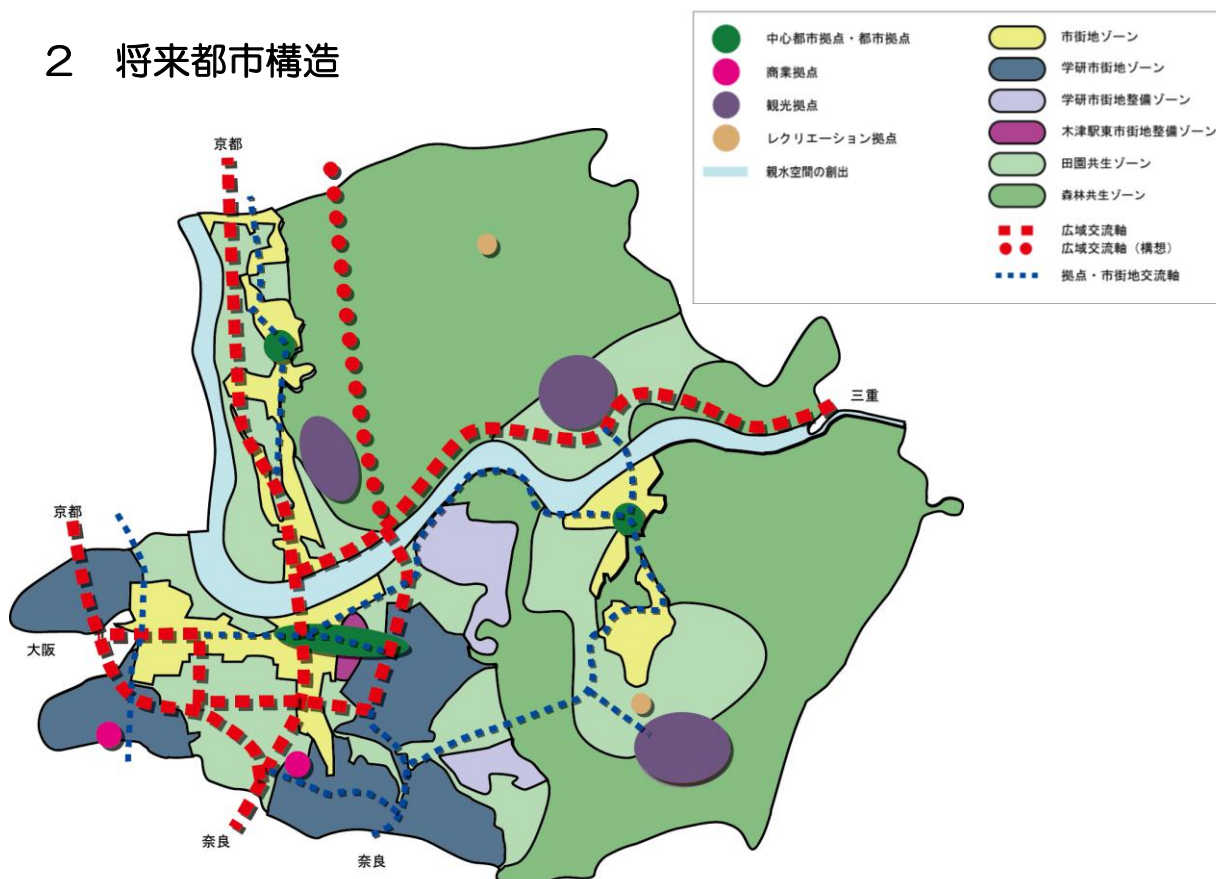 ２　将来都市構造
中心都市拠点・都市拠点
商業拠点
観光拠点
レクリエーション拠点
親水空間の創出
市街地ゾーン
学研市街地ゾーン
学研市街地整備ゾーン
木津駅東市街地整備ゾーン
田園共生ゾーン
森林共生ゾーン
広域交流軸
広域交流軸（構想）
拠点・市街地交流軸
京都
三重
京都
大阪
奈良
奈良